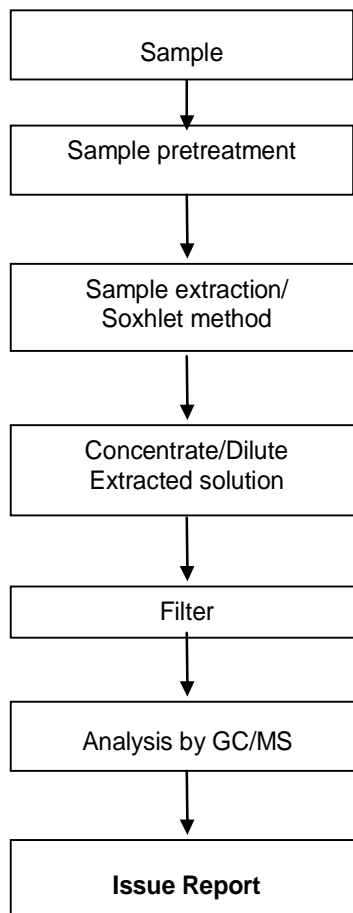 Sample
Sample pretreatment
Sample extraction/
Soxhlet method
Concentrate/Dilute
Extracted solution
Filter
Analysis by GC/MS
Issue Report